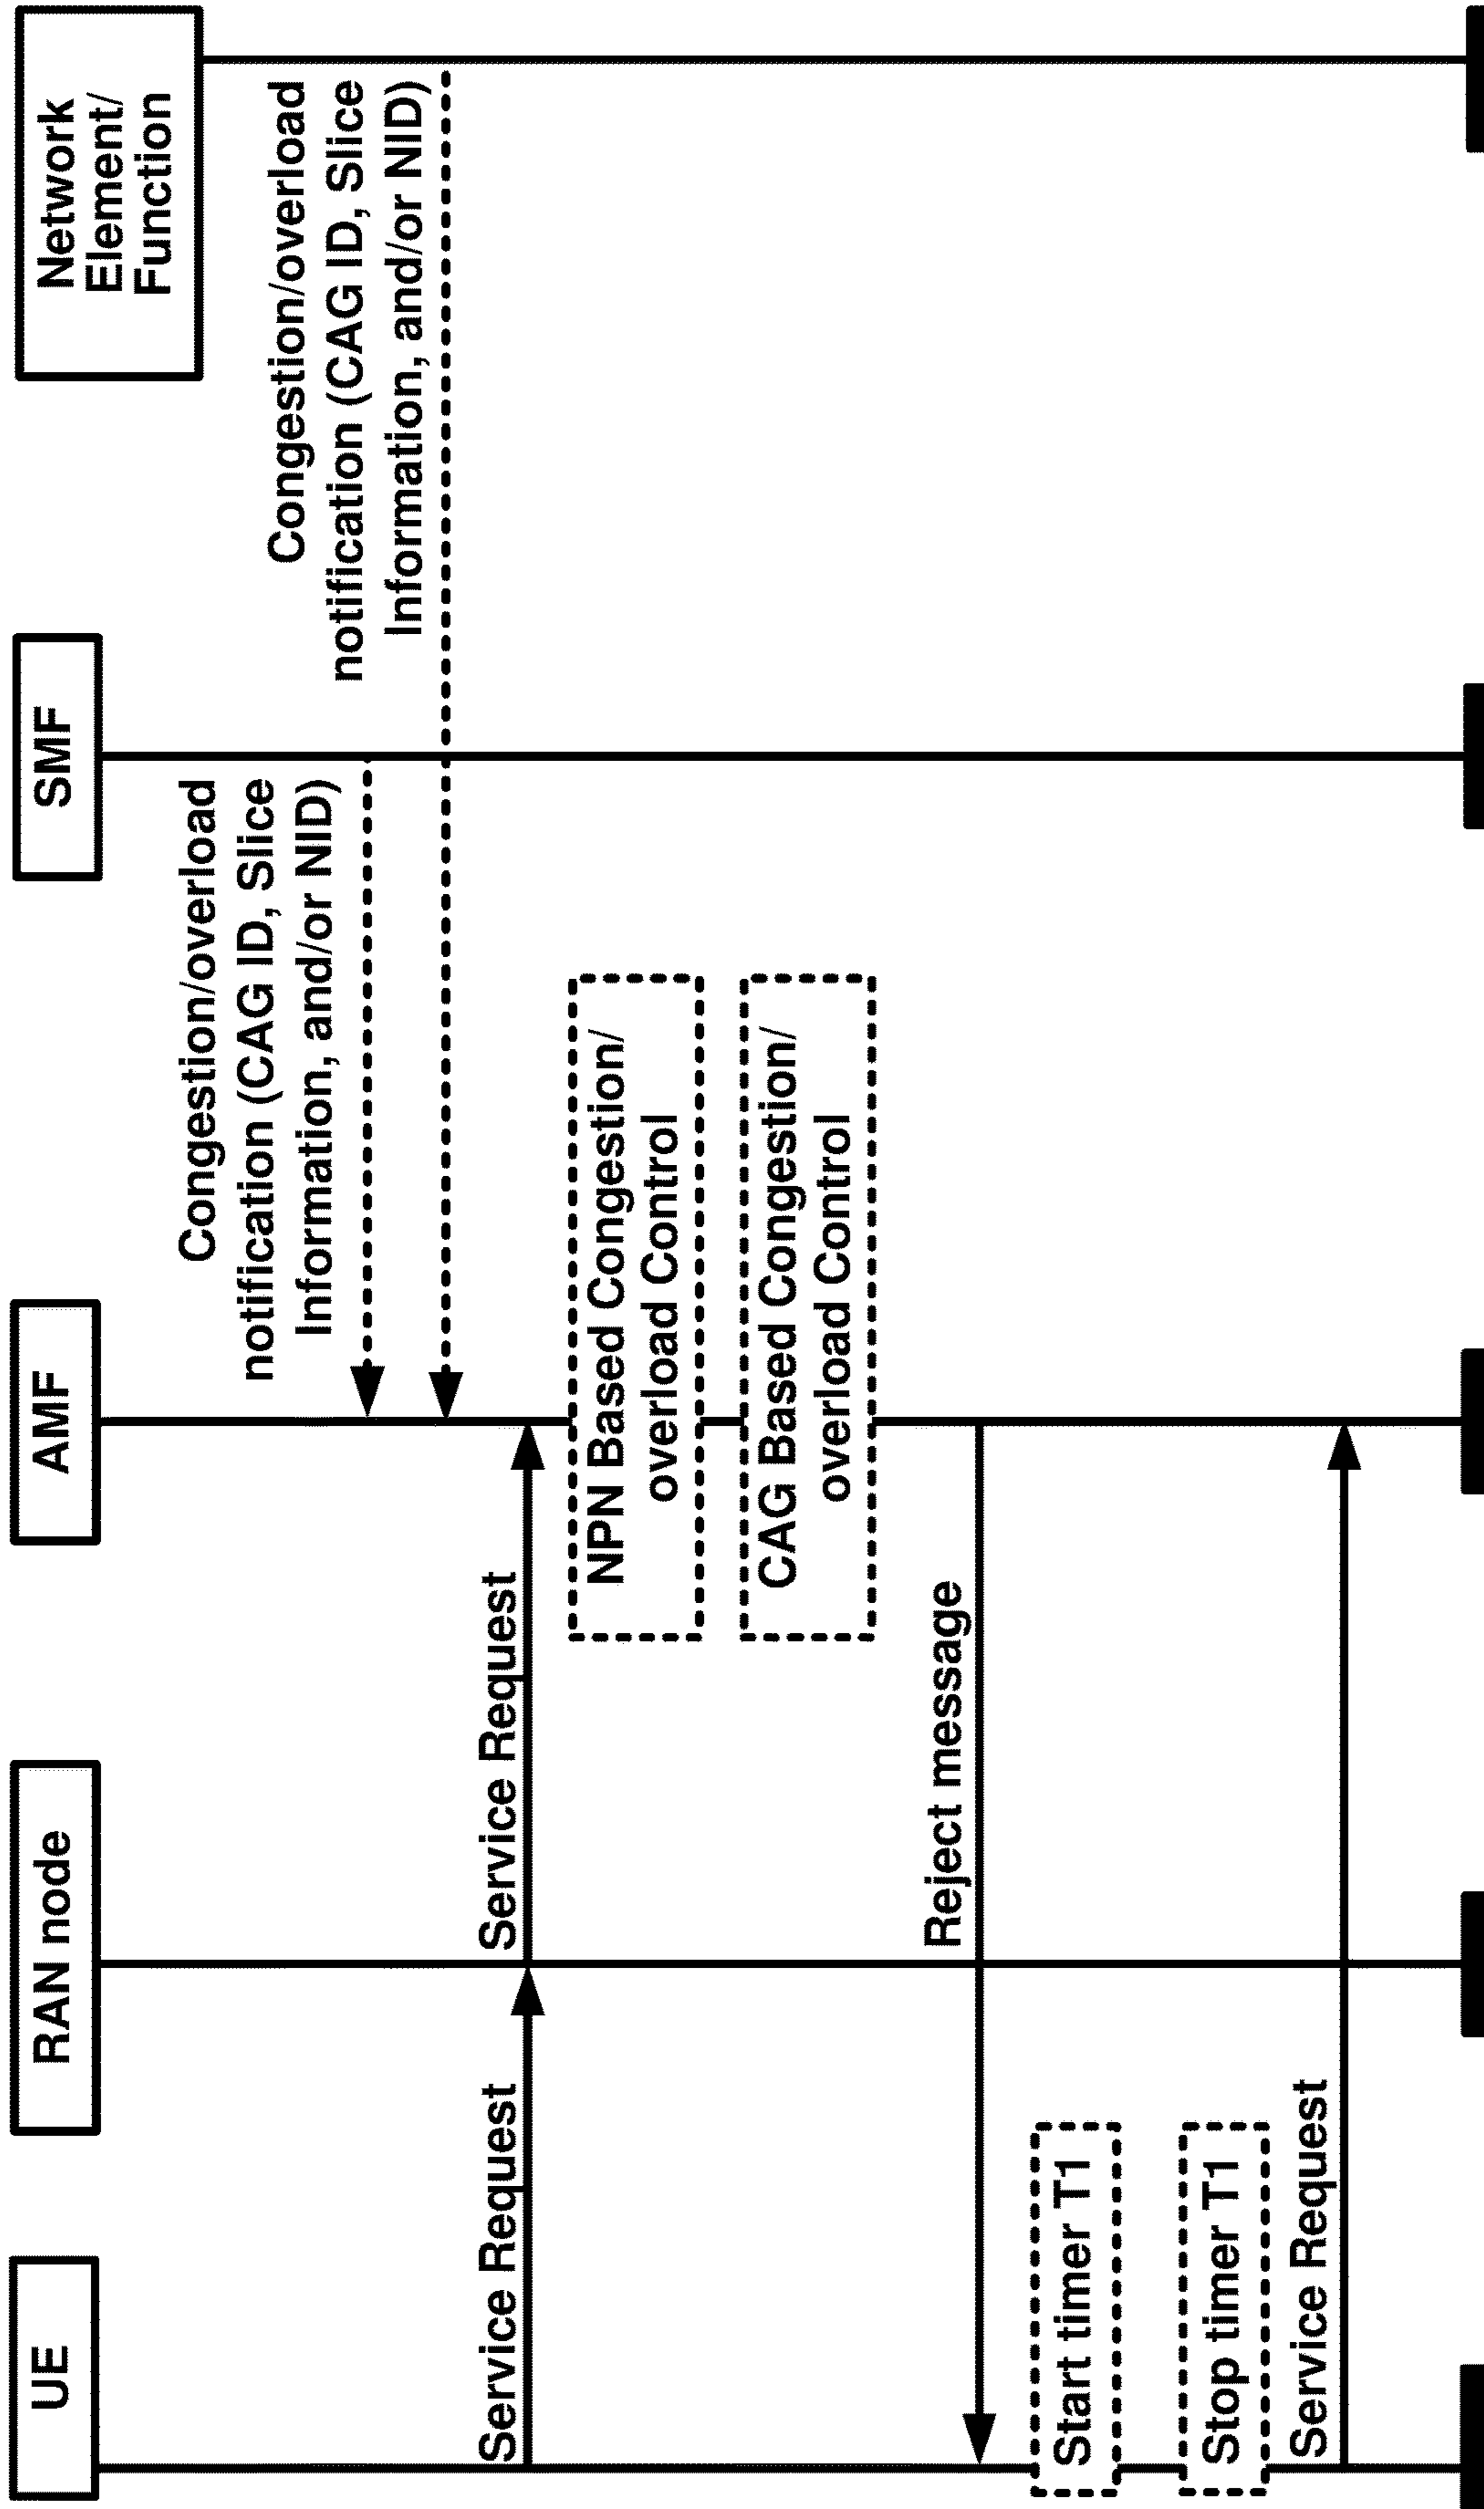 UE
RAN node
AMF
SMF
Network
Element/
Function
Congestion/overload
notification (CAG ID, Slice
Information, and/or NID)
Congestion/overload
notification (CAG ID, Slice
Information, and/or NID)
Service Request
Service Request
NPN Based Congestion/
overload Control
CAG Based Congestion/
overload Control
Reject message
Start timer T1
Stop timer T1
Service Request